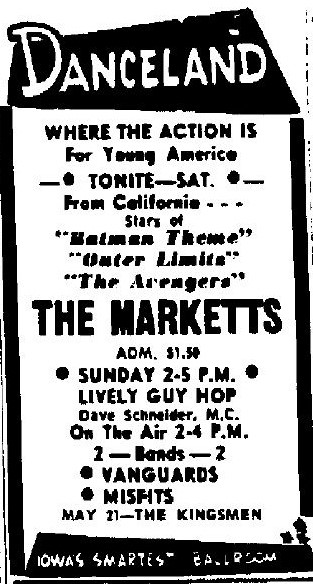 DANCELAND
WHERE THE ACTION IS
For Young America
—• TONITE—SAT. •—
From California - - -
Stars of
"Batman Theme"
"Outer Limits"
"The Avengers"
THE MARKETTS
ADM. $1.50
• SUNDAY 2-5 P.M. •
LIVELY GUY HOP
Dave Schneider, M.C.
On The Air 2-4 P.M.
2 — Bands — 2
• VANGUARDS
• MISFITS
MAY 21—THE KINGSMEN
IOWA'S SMARTEST BALLROOM